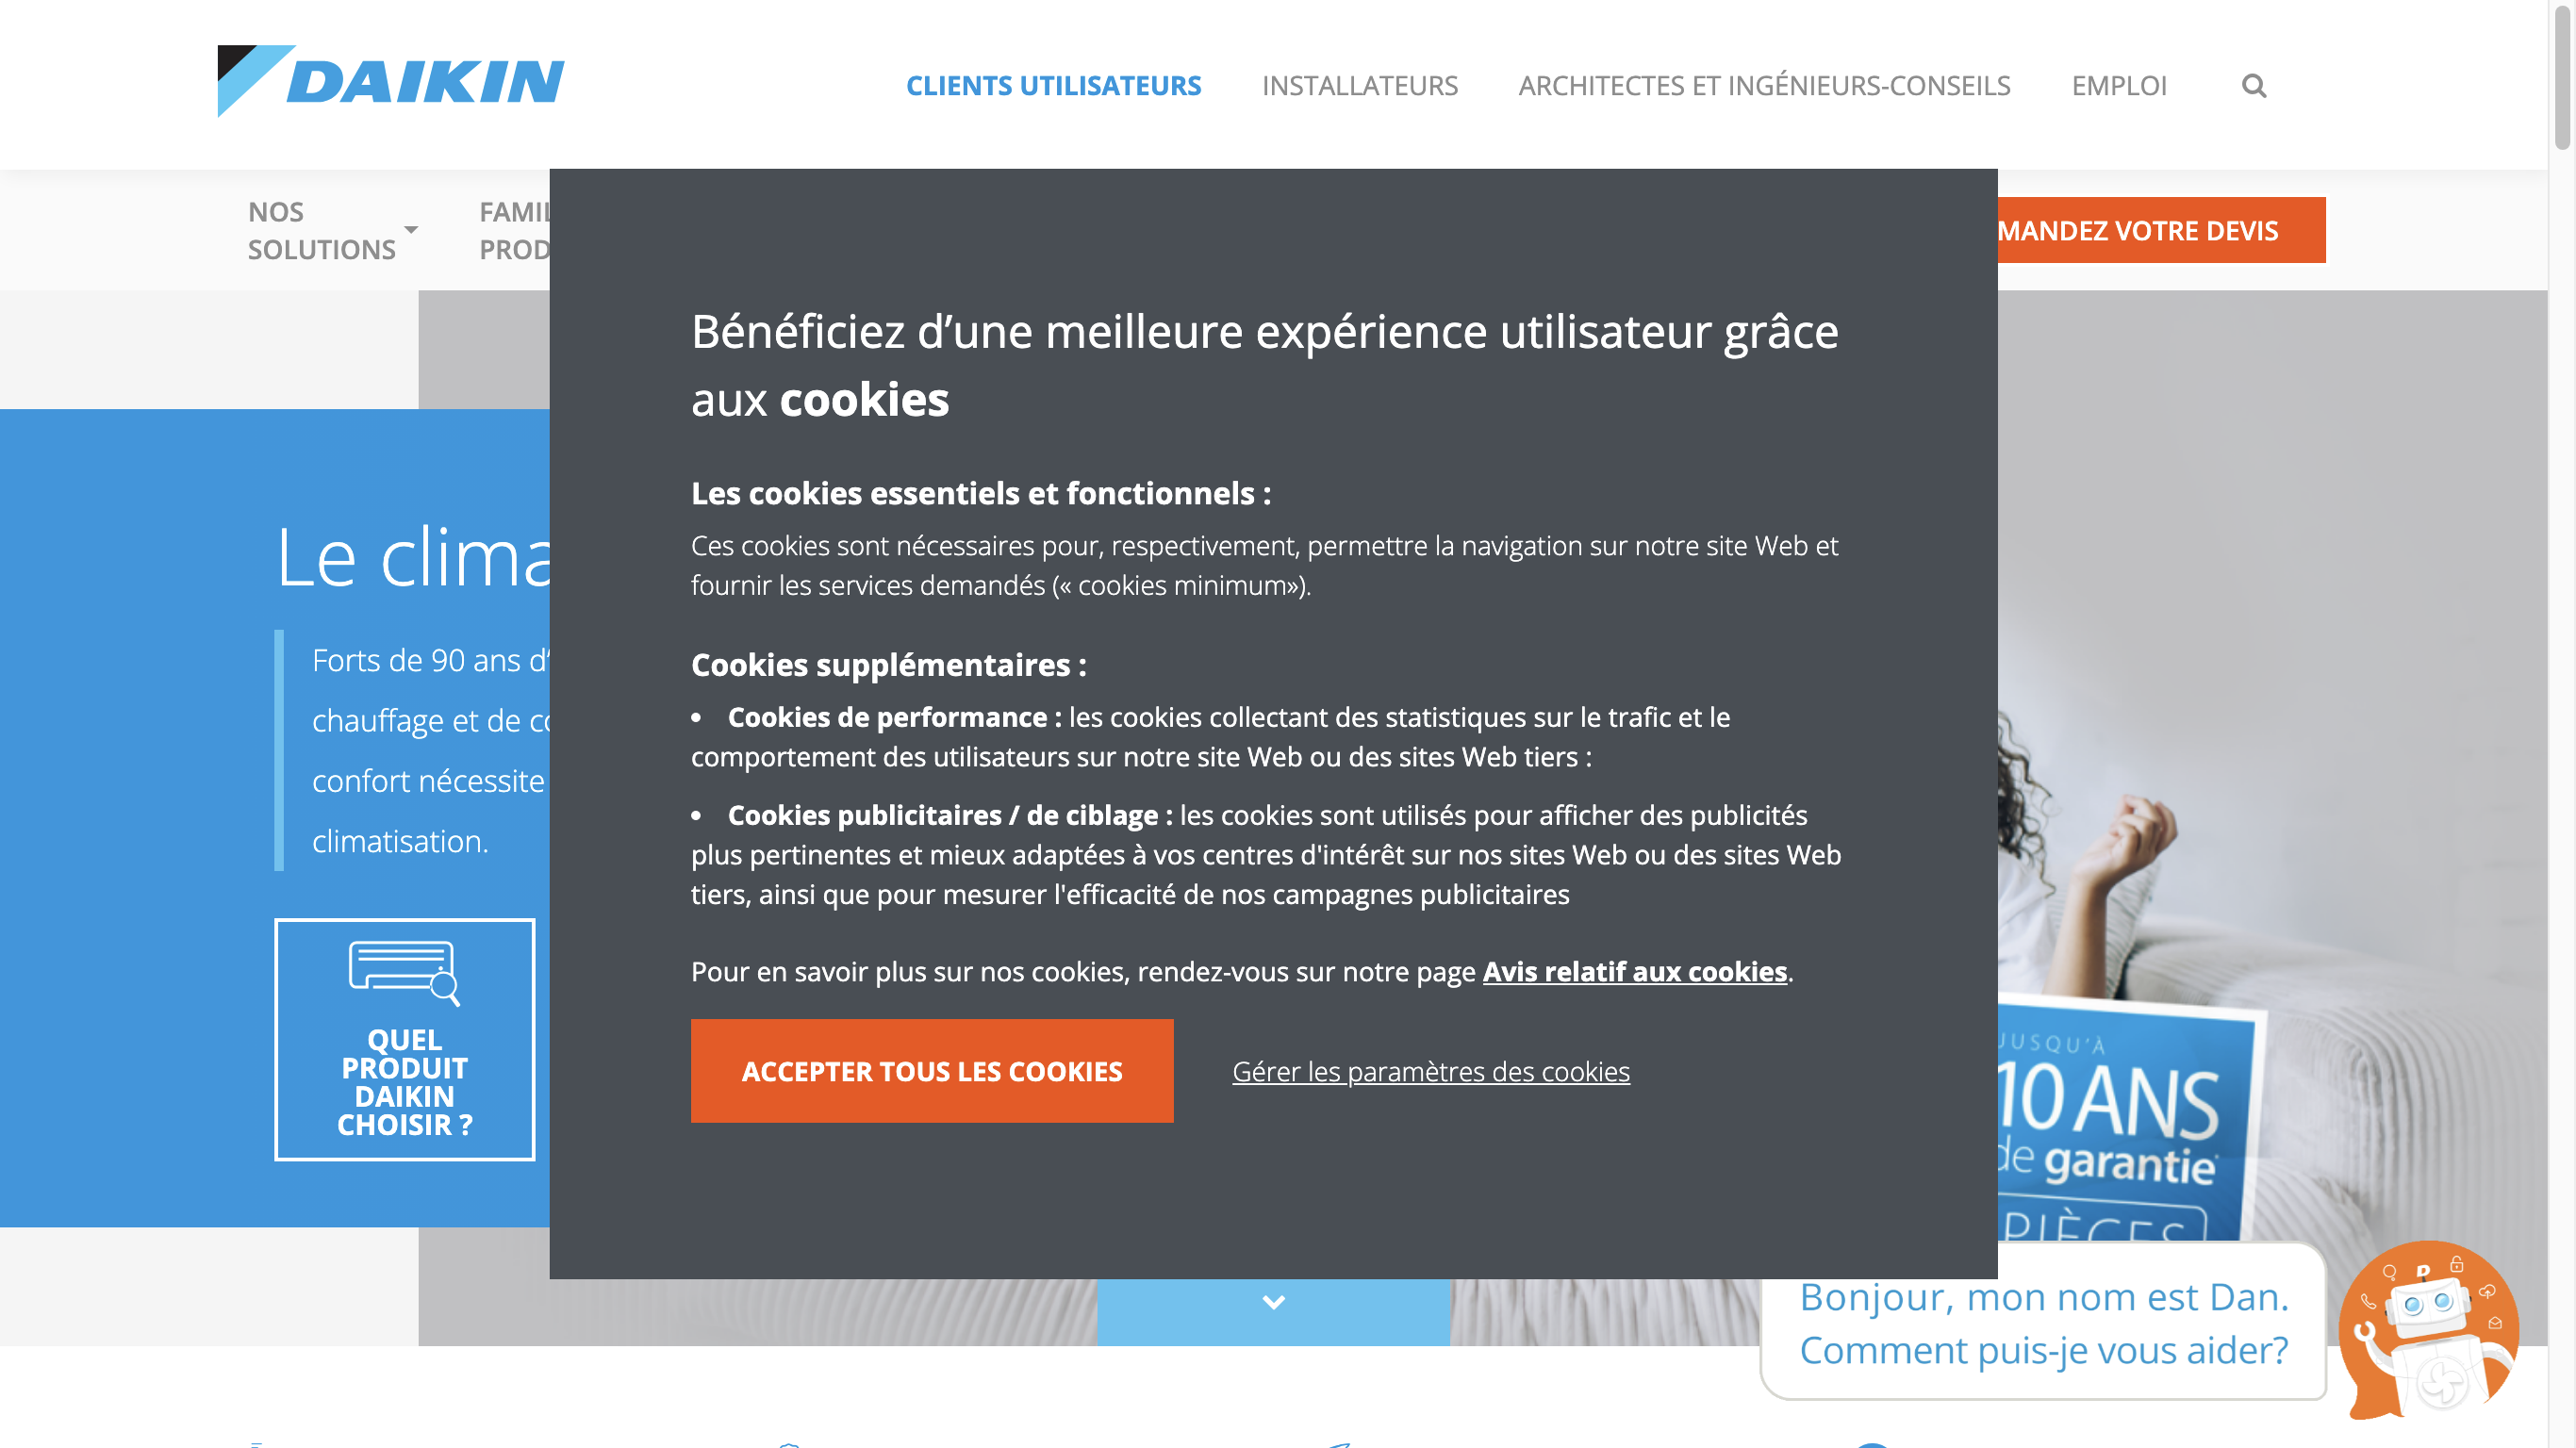 DAIKIN
CLIENTS UTILISATEURS
INSTALLATEURS
ARCHITECTES ET INGÉNIEURS-CONSEILS
EMPLOI
NOS
SOLUTIONS
FAMIL
PROD
MANDEZ VOTRE DEVIS
Bénéficiez d’une meilleure expérience utilisateur grâce
aux cookies
Les cookies essentiels et fonctionnels :
Ces cookies sont nécessaires pour, respectivement, permettre la navigation sur notre site Web et
fournir les services demandés (« cookies minimum»).
Cookies supplémentaires :
• Cookies de performance : les cookies collectant des statistiques sur le trafic et le
comportement des utilisateurs sur notre site Web ou des sites Web tiers :
• Cookies publicitaires / de ciblage : les cookies sont utilisés pour afficher des publicités
plus pertinentes et mieux adaptées à vos centres d'intérêt sur nos sites Web ou des sites Web
tiers, ainsi que pour mesurer l'efficacité de nos campagnes publicitaires
Pour en savoir plus sur nos cookies, rendez-vous sur notre page Avis relatif aux cookies.
ACCEPTER TOUS LES COOKIES
Gérer les paramètres des cookies
Le clima
Forts de 90 ans d’
chauffage et de co
confort nécessite
climatisation.
QUEL
PRODUIT
DAIKIN
CHOISIR ?
JUSQU'À
10 ANS
de garantie*
PIÈCES
Bonjour, mon nom est Dan.
Comment puis-je vous aider?